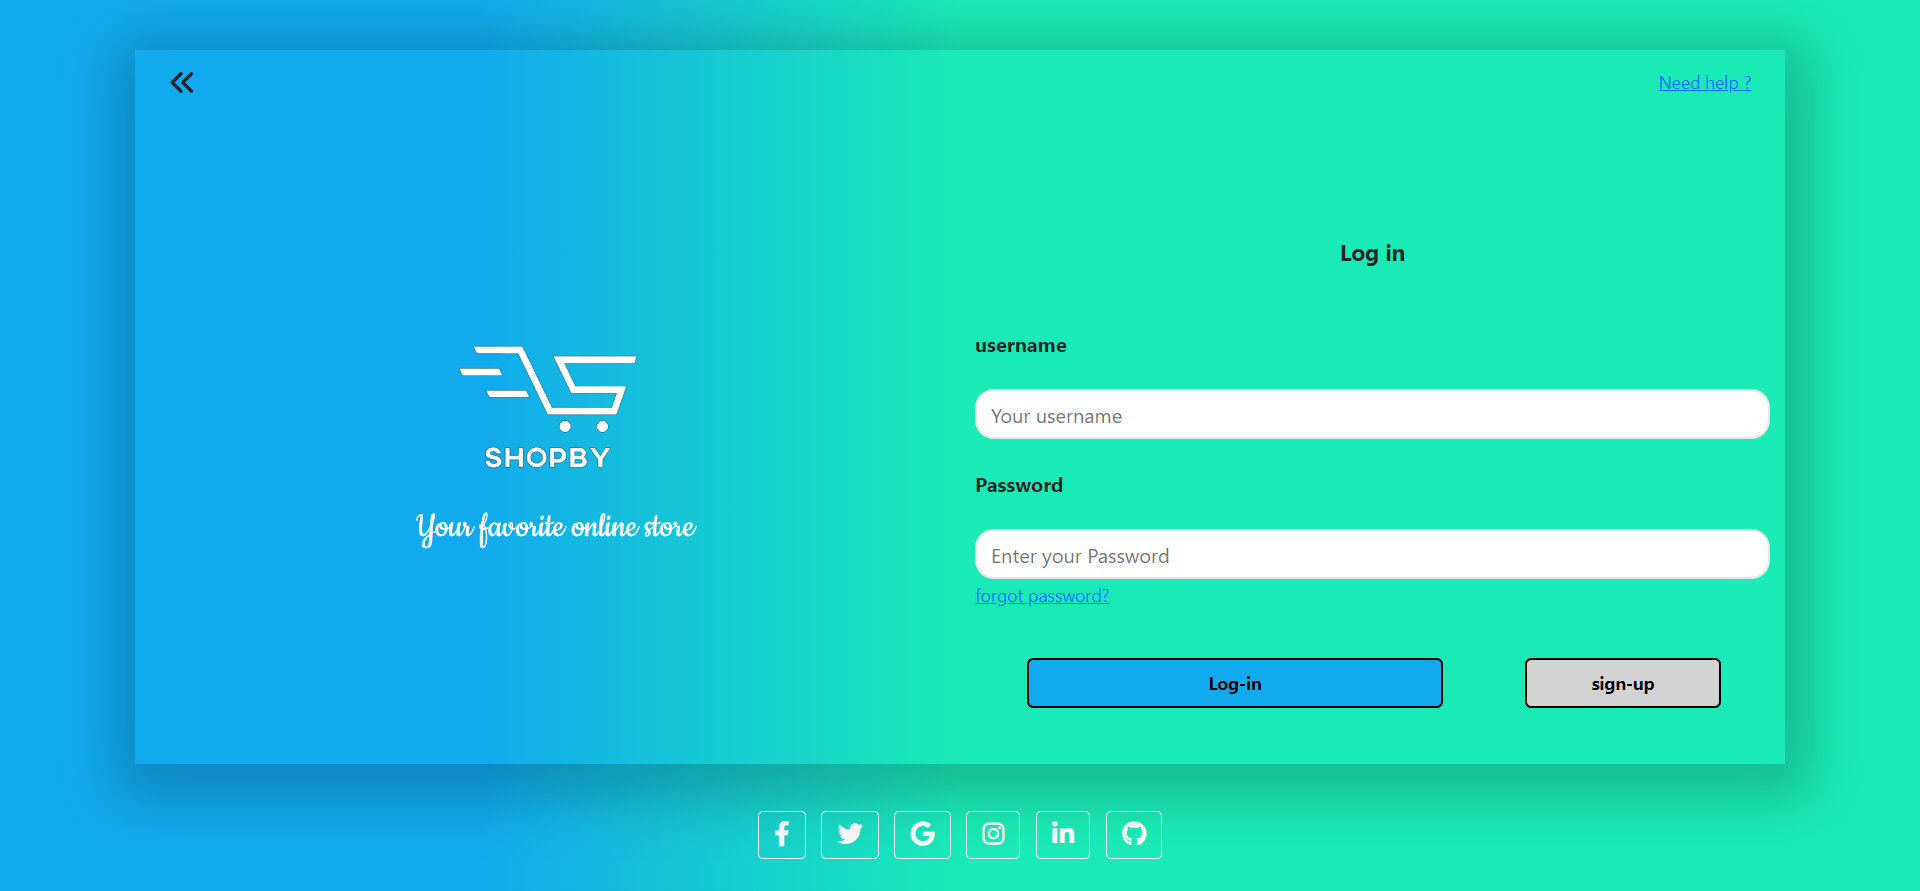 Need help ?
SHOPBY
Your favorite online store
Log in
username
Your username
Password
Enter your Password
forgot password?
Log-in
sign-up